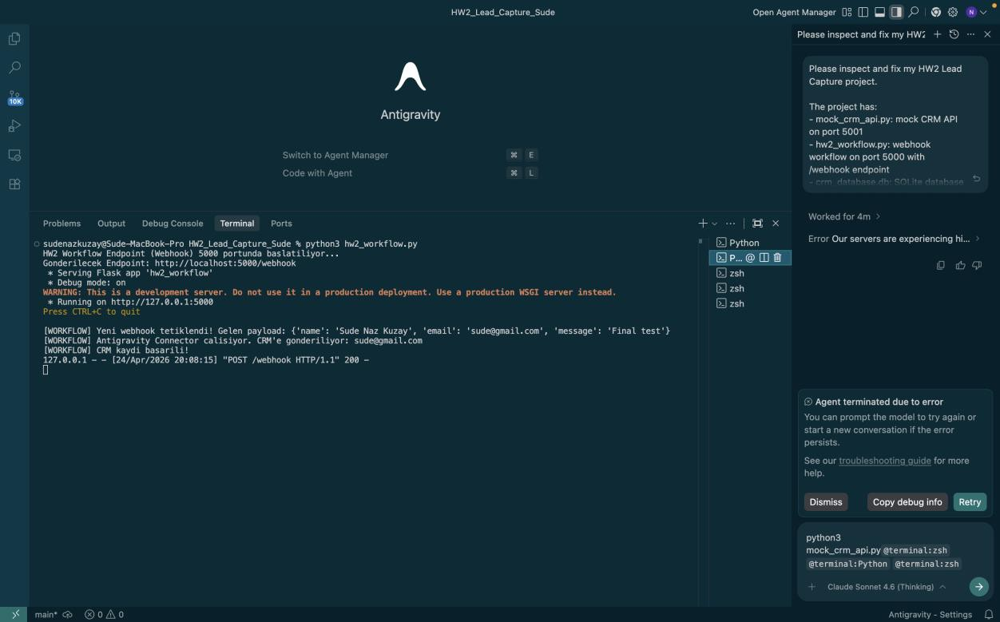 HW2_Lead_Capture_Sude
Open Agent Manager
N
10K
Antigravity
Switch to Agent Manager ⌘ E
Code with Agent ⌘ L
Problems Output Debug Console Terminal Ports
sudenazkuzay@Sude-MacBook-Pro HW2_Lead_Capture_Sude % python3 hw2_workflow.py
HW2 Workflow Endpoint (Webhook) 5000 portunda baslatiliyor...
Gonderilecek Endpoint: http://localhost:5000/webhook
* Serving Flask app 'hw2_workflow'
* Debug mode: on
WARNING: This is a development server. Do not use it in a production deployment. Use a production WSGI server instead.
* Running on http://127.0.0.1:5000
Press CTRL+C to quit
[WORKFLOW] Yeni webhook tetiklendi! Gelen payload: {'name': 'Sude Naz Kuzay', 'email': 'sude@gmail.com', 'message': 'Final test'}
[WORKFLOW] Antigravity Connector calisiyor. CRM'e gonderiliyor: sude@gmail.com
[WORKFLOW] CRM kaydi basarili!
127.0.0.1 - - [24/Apr/2026 20:08:15] "POST /webhook HTTP/1.1" 200 -
Python
P... @
zsh
zsh
zsh
Please inspect and fix my HW2
Please inspect and fix my HW2 Lead
Capture project.
The project has:
- mock_crm_api.py: mock CRM API
on port 5001
- hw2_workflow.py: webhook
workflow on port 5000 with
/webhook endpoint
- crm_database.db: SQLite database
Worked for 4m >
Error Our servers are experiencing hi... >
Agent terminated due to error
You can prompt the model to try again or
start a new conversation if the error
persists.
See our troubleshooting guide for more
help.
Dismiss Copy debug info Retry
python3
mock_crm_api.py @terminal:zsh
@terminal:Python @terminal:zsh
Claude Sonnet 4.6 (Thinking)
main* 0 0
Antigravity - Settings